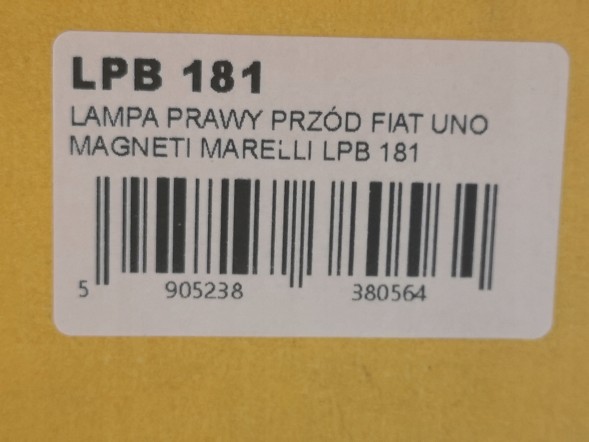 LPB 181
LAMPA PRAWY PRZÓD FIAT UNO
MAGNETI MARELLI LPB 181
5 905238 380564